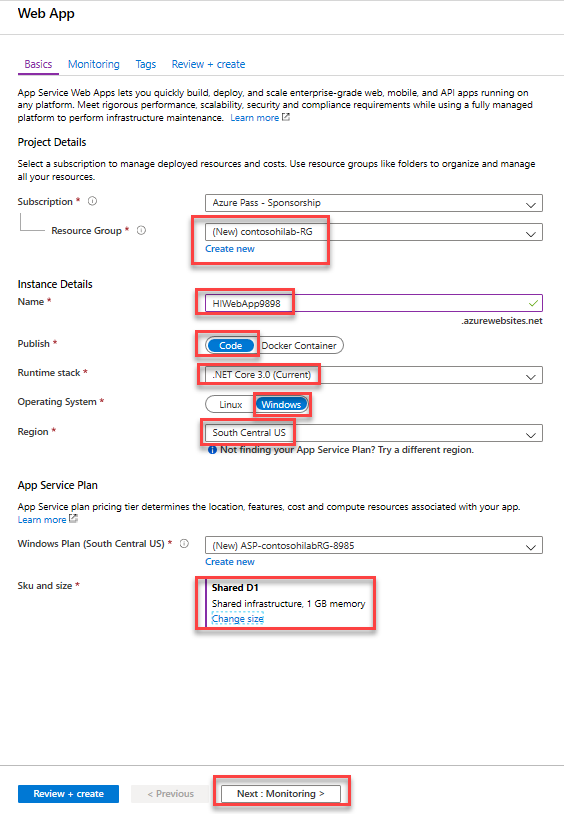 Web App
Basics Monitoring Tags Review + create
App Service Web Apps lets you quickly build, deploy, and scale enterprise-grade web, mobile, and API apps running on
any platform. Meet rigorous performance, scalability, security and compliance requirements while using a fully managed
platform to perform infrastructure maintenance. Learn more
Project Details
Select a subscription to manage deployed resources and costs. Use resource groups like folders to organize and manage
all your resources.
Subscription * Azure Pass - Sponsorship
Resource Group * (New) contosohilab-RG
Create new
Instance Details
Name * HIWebApp9898
.azurewebsites.net
Publish * Code Docker Container
Runtime stack * .NET Core 3.0 (Current)
Operating System * Linux Windows
Region * South Central US
Not finding your App Service Plan? Try a different region.
App Service Plan
App Service plan pricing tier determines the location, features, cost and compute resources associated with your app.
Learn more
Windows Plan (South Central US) * (New) ASP-contosohilabRG-8985
Create new
Sku and size * Shared D1
Shared infrastructure, 1 GB memory
Change size
Review + create < Previous Next : Monitoring >